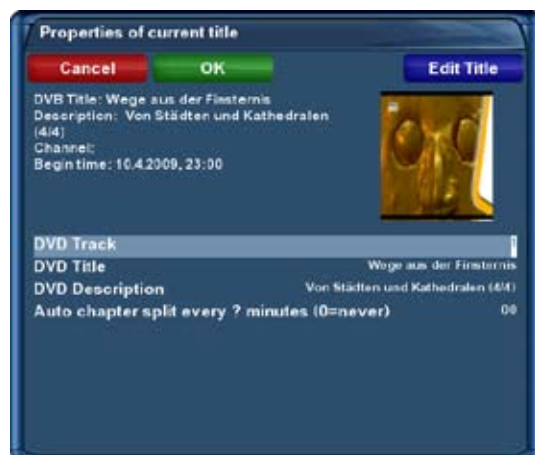 Properties of current title
Cancel OK Edit Title
DVB Title: Wege aus der Finsternis
Description: Von Städten und Kathedralen
(4/4)
Channel:
Begin time: 10.4.2009, 23:00
DVD Track 1
DVD Title Wege aus der Finsternis
DVD Description Von Städten und Kathedralen (4/4)
Auto chapter split every ? minutes (0=never) 00